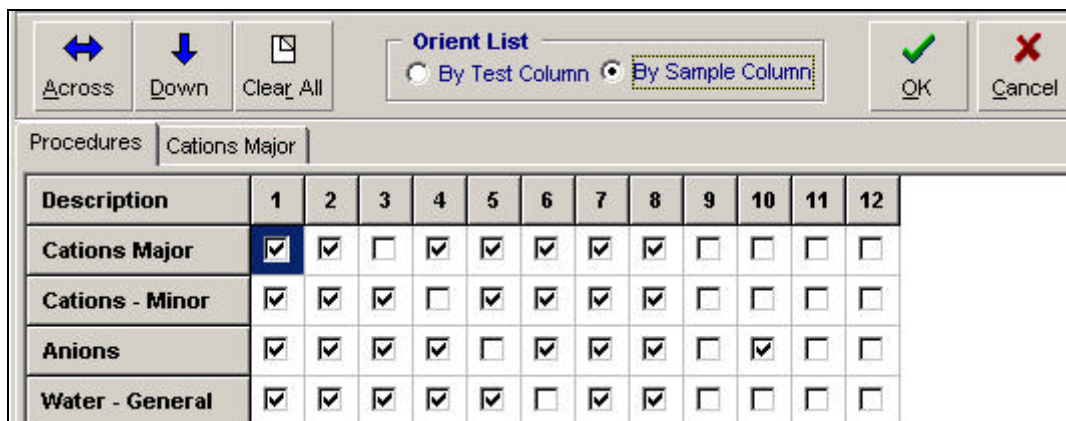 Orient List
Across Down Clear All By Test Column By Sample Column OK Cancel
Procedures Cations Major
Description 1 2 3 4 5 6 7 8 9 10 11 12
Cations Major
Cations - Minor
Anions
Water - General